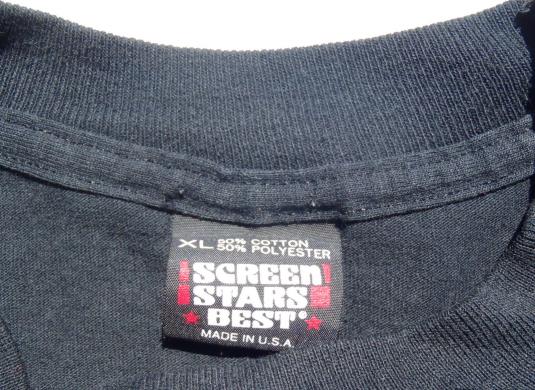 XL 50% COTTON
50% POLYESTER
SCREEN
STARS
BEST®
MADE IN U.S.A.